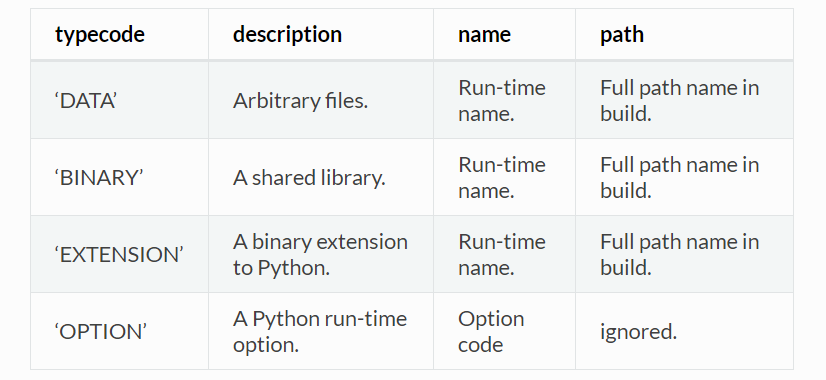 typecode description name path
‘DATA’ Arbitrary files. Run-time name. Full path name in build.
‘BINARY’ A shared library. Run-time name. Full path name in build.
‘EXTENSION’ A binary extension to Python. Run-time name. Full path name in build.
‘OPTION’ A Python run-time option. Option code ignored.